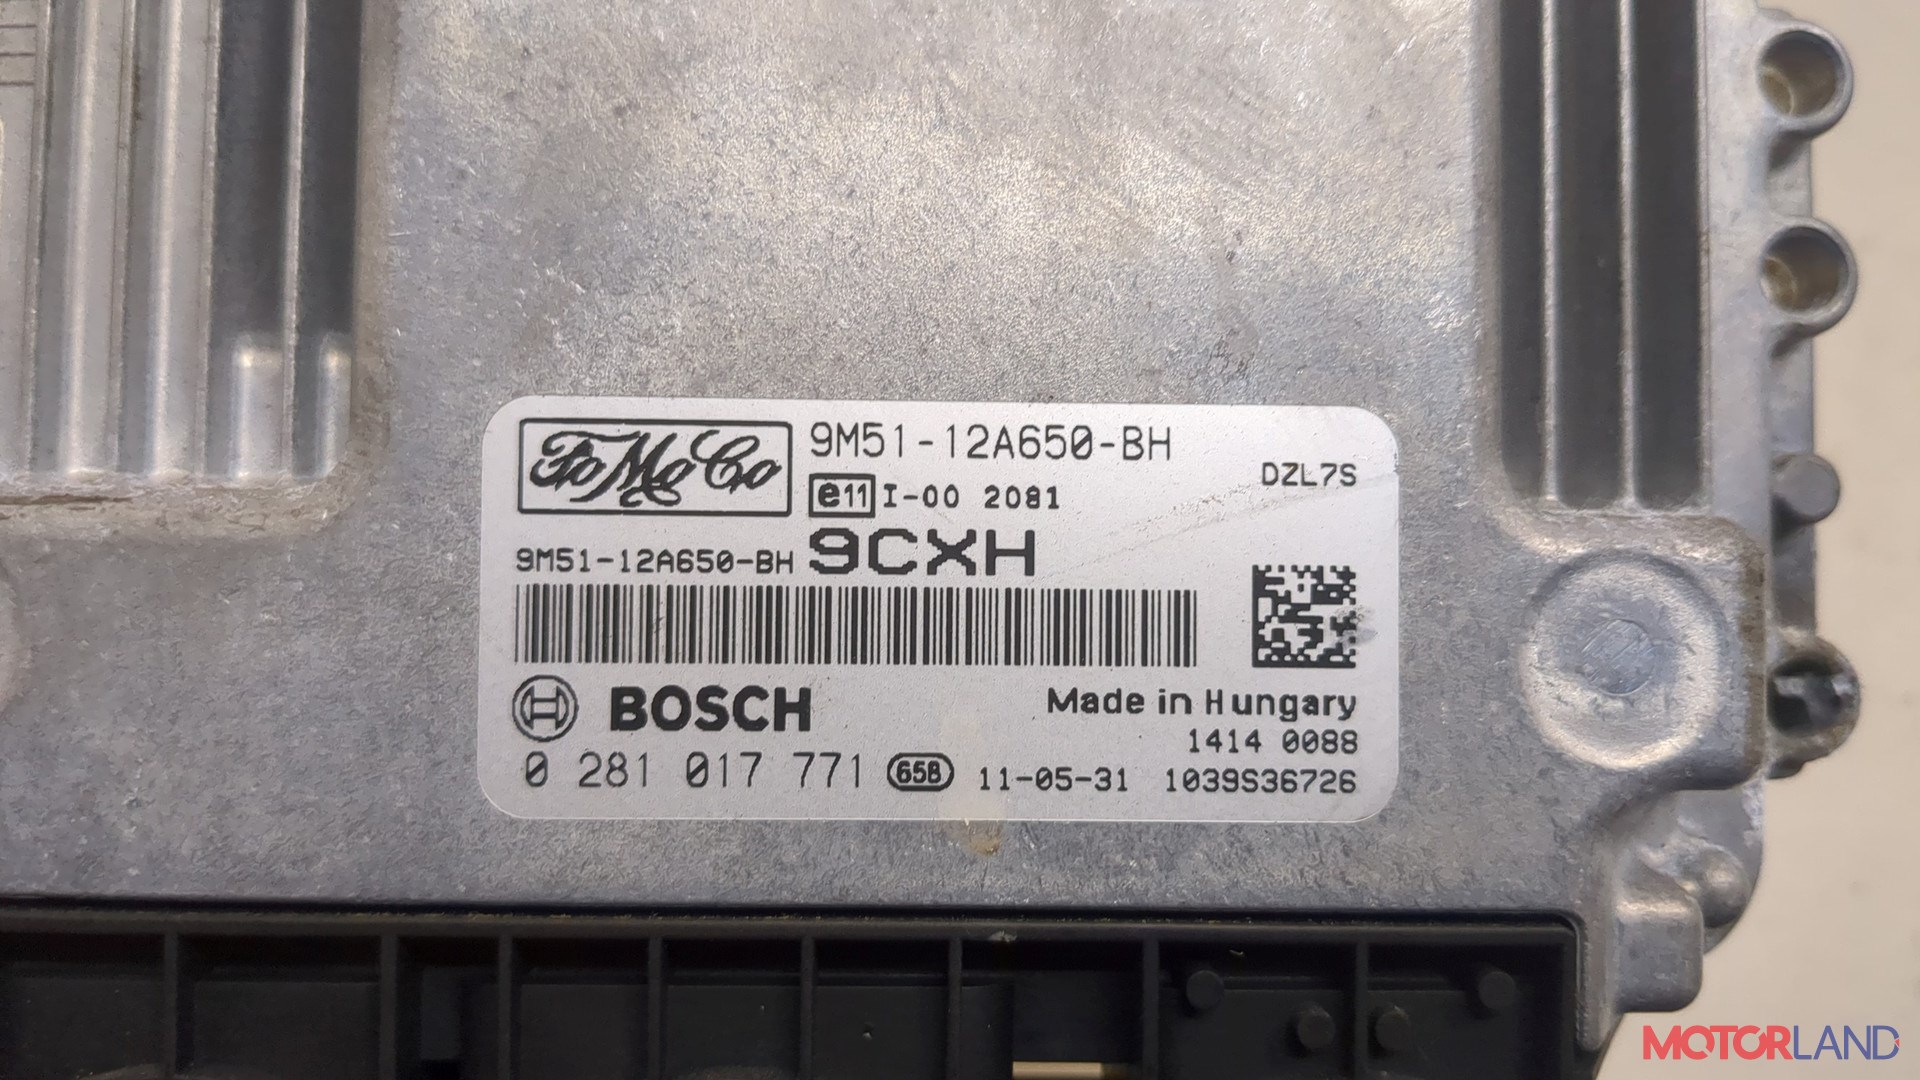 FoMoCo
9M51-12A650-BH
DZL7S
e11 I-00 2081
9M51-12A650-BH 9CXH
BOSCH
Made in Hungary
1414 0088
0 281 017 771 65B 11-05-31 1039S36726
MOTORLAND